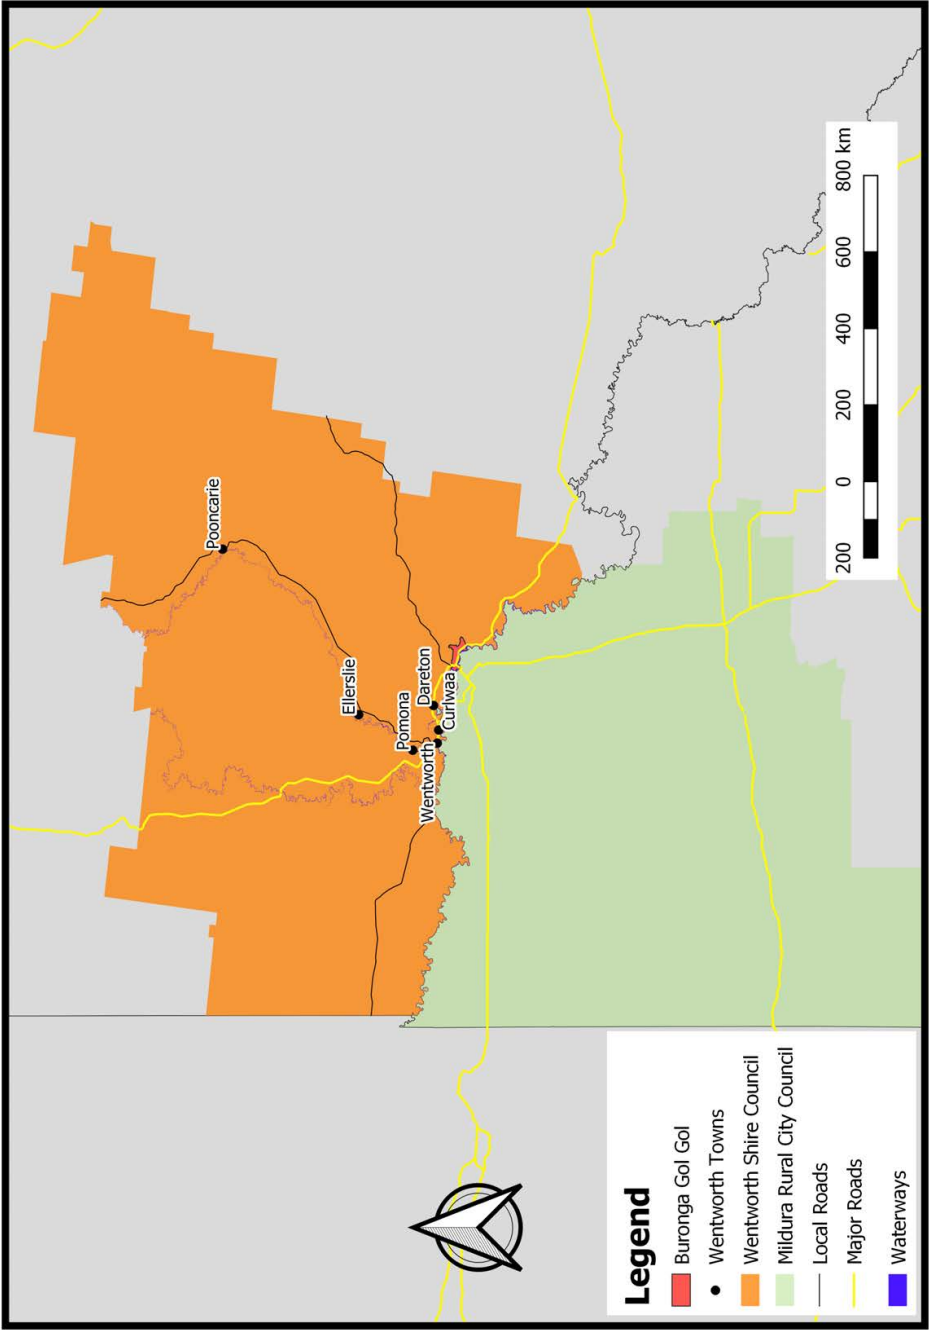 Pooncarie
Ellerslie
Pomona
Dareton
Curlwaa
Wentworth
Legend
Buronga Gol Gol
Wentworth Towns
Wentworth Shire Council
Mildura Rural City Council
Local Roads
Major Roads
Waterways
200 0 200 400 600 800 km